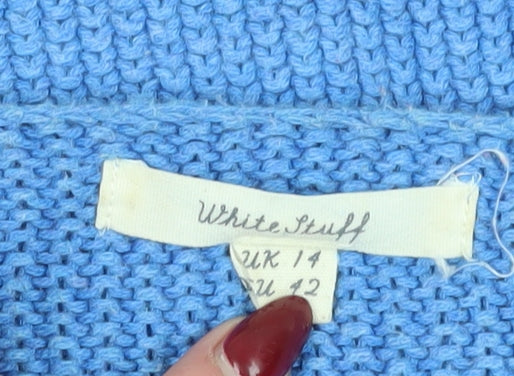 White Stuff
UK 14
EU 42